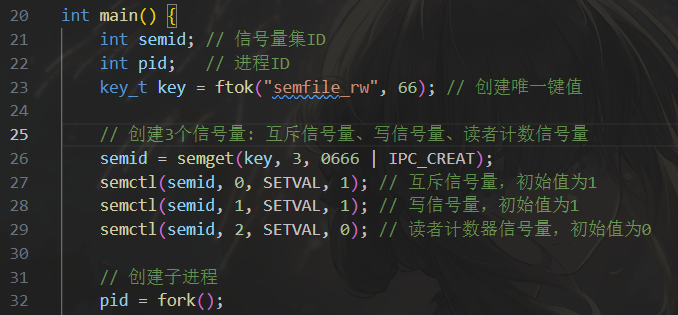 20 int main() {
21 int semid; // 信号量集ID
22 int pid; // 进程ID
23 key_t key = ftok("semfile_rw", 66); // 创建唯一键值
24
25 // 创建3个信号量: 互斥信号量、写信号量、读者计数信号量
26 semid = semget(key, 3, 0666 | IPC_CREAT);
27 semctl(semid, 0, SETVAL, 1); // 互斥信号量，初始值为1
28 semctl(semid, 1, SETVAL, 1); // 写信号量，初始值为1
29 semctl(semid, 2, SETVAL, 0); // 读者计数器信号量，初始值为0
30
31 // 创建子进程
32 pid = fork();